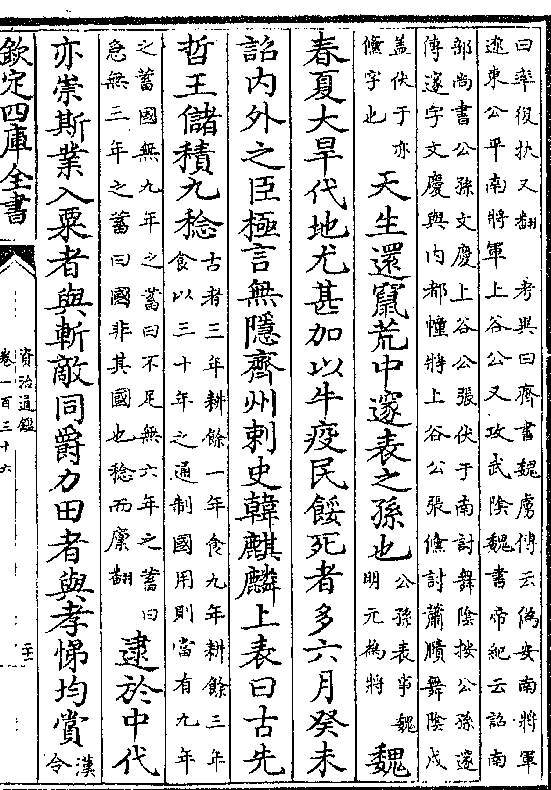 曰率復扶又翻　考異曰齊書魏虜傳云偽安南將軍
遼東公平南將軍上谷公又攻武陰魏書帝紀云詔南
部尚書公孫文慶上谷公張伏于南討舞陰按公孫邃
傳邃字文慶與內都幢將上谷公張儵討蕭賾舞陰戍
蓋伏于亦
儵字也
天生還竄荒中邃表之孫也
公孫表事魏
明元為將
魏
春夏大旱代地尤甚加以牛疫民餒死者多六月癸未
詔內外之臣極言無隱齊州刺史韓麒麟上表曰古先
哲王儲積九稔
古者三年耕餘一年食九年耕餘三年
食以三十年之通制國用則當有九年
之蓄國無九年之蓄曰不足無六年之蓄曰
急無三年之蓄曰國非其國也稔而廩翻
逮於中代
亦崇斯業入粟者與斬敵同爵力田者與孝悌均賞
漢
令
欽定四庫全書
資治通鑑
卷一百三十六